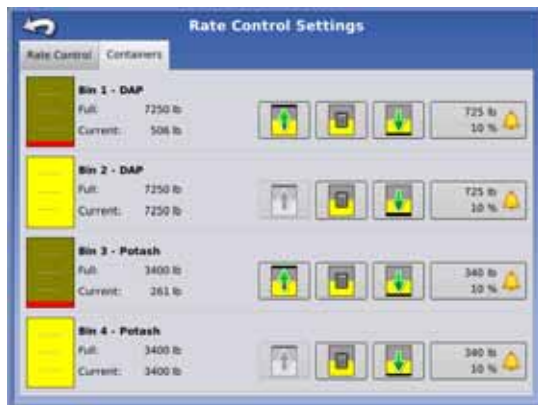 Rate Control Settings
Rate Control Containers
Bin 1 - DAP
Full: 7250 lb
Current: 506 lb
725 lb
10 %
Bin 2 - DAP
Full: 7250 lb
Current: 7250 lb
725 lb
10 %
Bin 3 - Potash
Full: 3400 lb
Current: 261 lb
340 lb
10 %
Bin 4 - Potash
Full: 3400 lb
Current: 3400 lb
340 lb
10 %